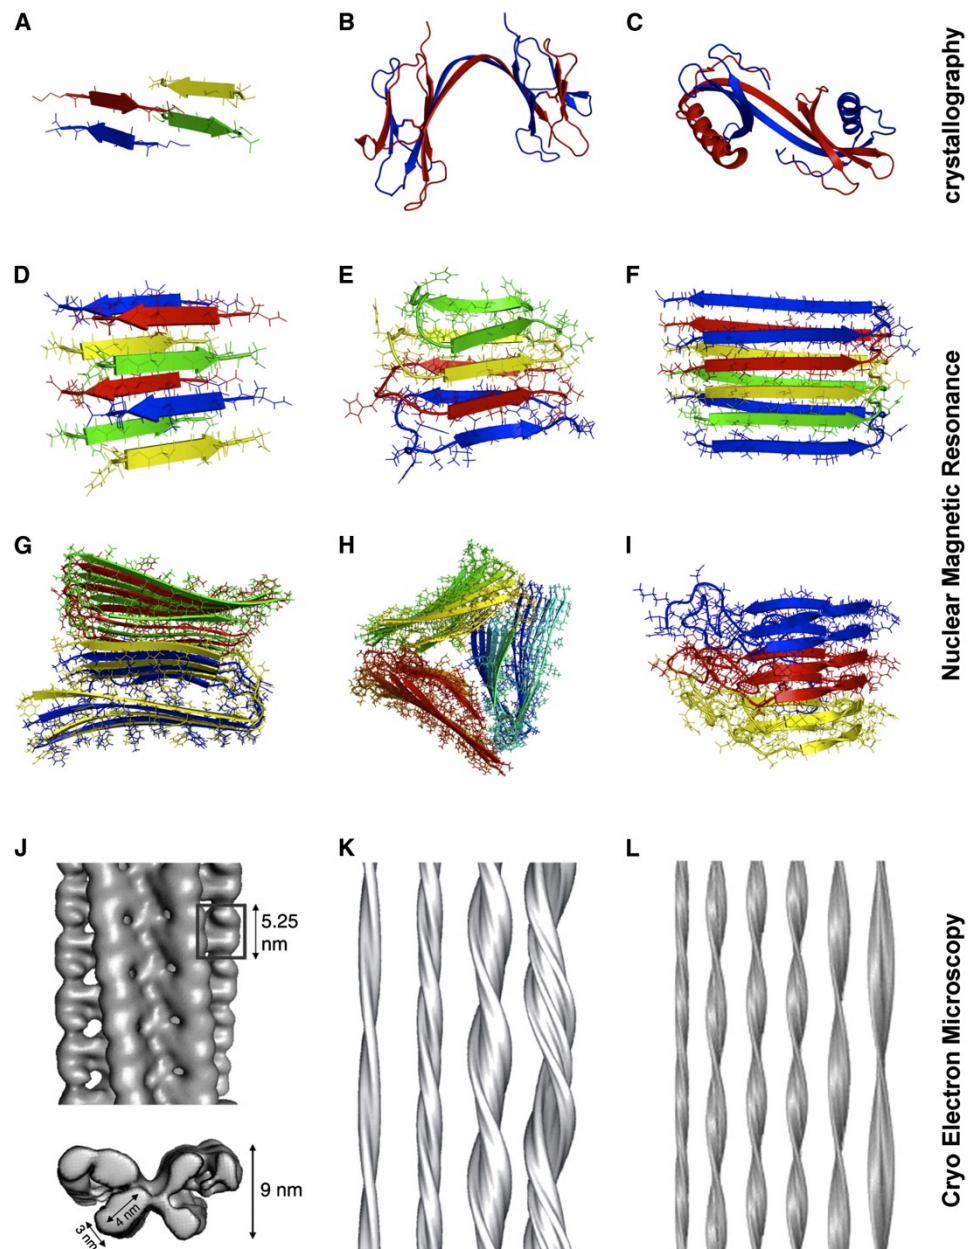 A
B
C
crystallography
D
E
F
Nuclear Magnetic Resonance
G
H
I
J
K
L
5.25
nm
Cryo Electron Microscopy
9 nm
4 nm
3 nm